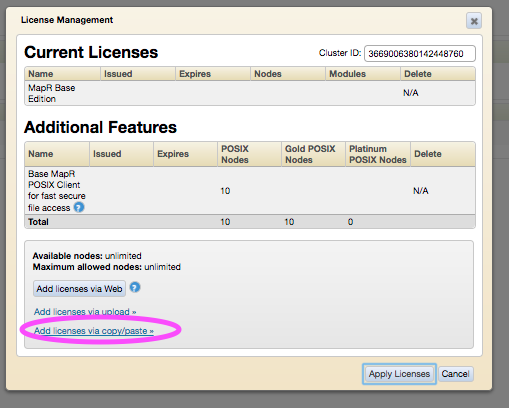 License Management
Current Licenses
Cluster ID: 3669006380142448760
Name Issued Expires Nodes Modules Delete
MapR Base
Edition
N/A
Additional Features
Name Issued Expires POSIX
Nodes Gold POSIX
Nodes Platinum
POSIX Nodes Delete
Base MapR
POSIX Client
for fast secure
file access ?
10 N/A
Total 10 10 0
Available nodes: unlimited
Maximum allowed nodes: unlimited
Add licenses via Web ?
Add licenses via upload »
Add licenses via copy/paste »
Apply Licenses Cancel